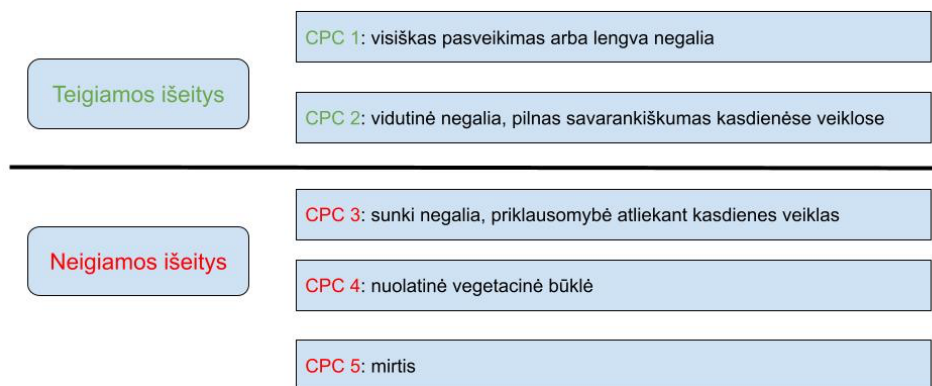 Teigiamos išeitys
CPC 1: visiškas pasveikimas arba lengva negalia
CPC 2: vidutinė negalia, pilnas savarankiškumas kasdienėse veiklose
Neigiamos išeitys
CPC 3: sunki negalia, priklausomybė atliekant kasdienes veiklas
CPC 4: nuolatinė vegetacinė būklė
CPC 5: mirtis